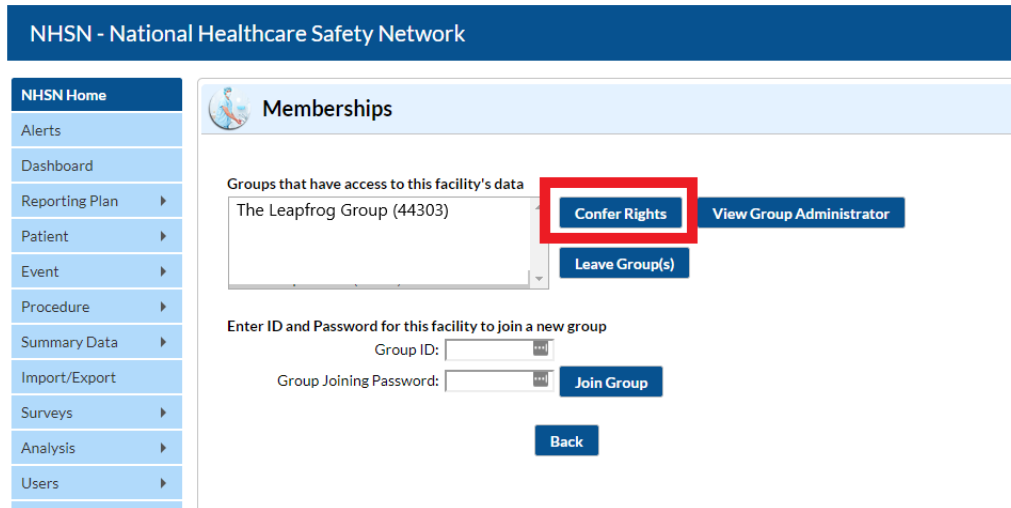 NHSN - National Healthcare Safety Network
NHSN Home
Alerts
Dashboard
Reporting Plan
Patient
Event
Procedure
Summary Data
Import/Export
Surveys
Analysis
Users
Memberships
Groups that have access to this facility's data
The Leapfrog Group (44303)
Confer Rights
View Group Administrator
Leave Group(s)
Enter ID and Password for this facility to join a new group
Group ID:
Group Joining Password:
Join Group
Back